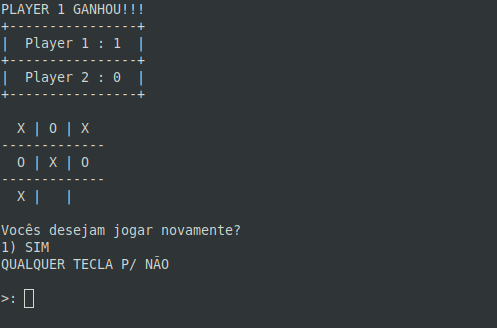 PLAYER 1 GANHOU!!!
+----------------+
|  Player 1 : 1  |
+----------------+
|  Player 2 : 0  |
+----------------+
X | O | X
-------------
O | X | O
-------------
X |   |
Vocês desejam jogar novamente?
1) SIM
QUALQUER TECLA P/ NÃO
>: